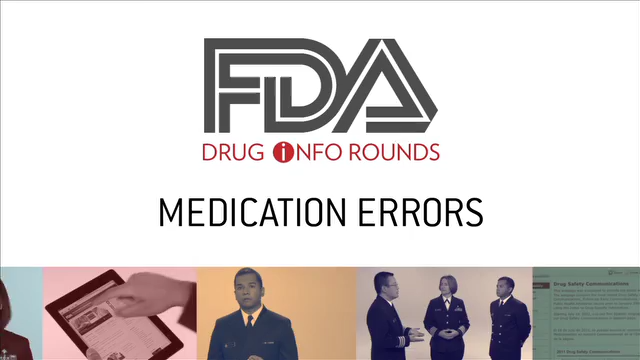 FDA
DRUG INFO ROUNDS
MEDICATION ERRORS
Drug Safety Communications